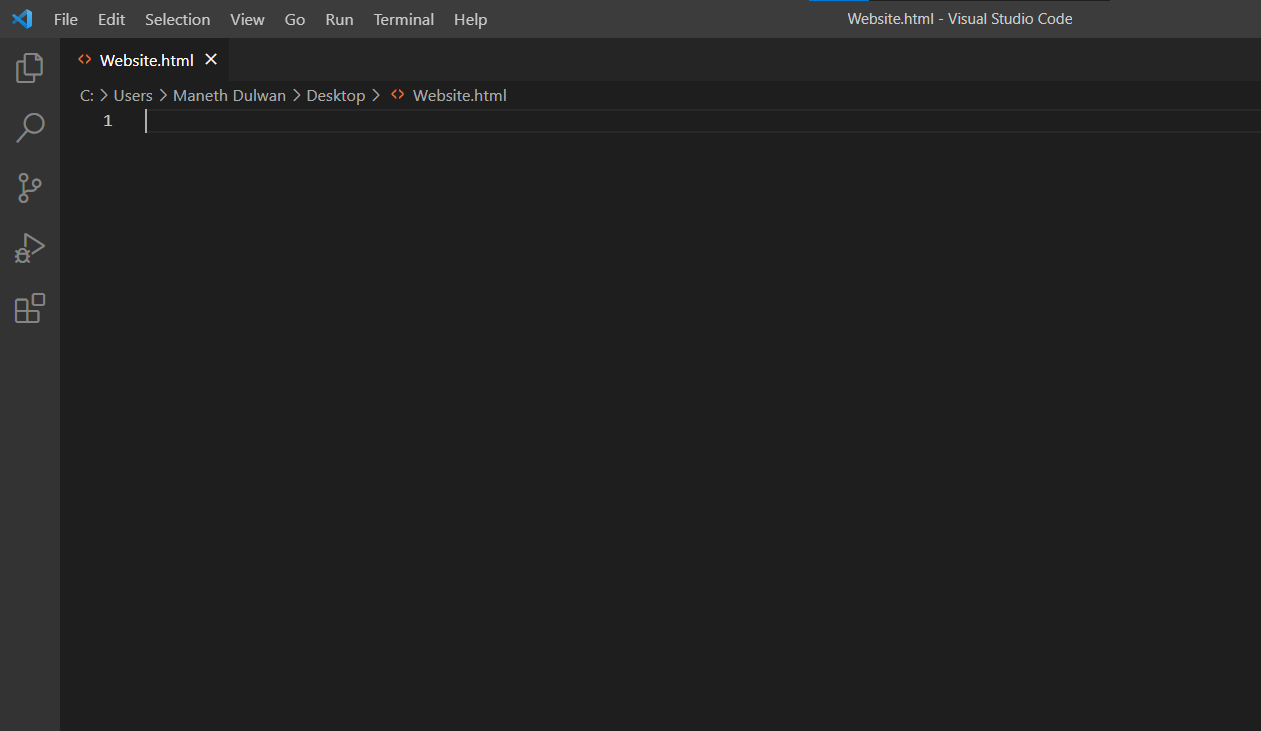 File Edit Selection View Go Run Terminal Help Website.html - Visual Studio Code
Website.html
C: Users Maneth Dulwan Desktop Website.html
1